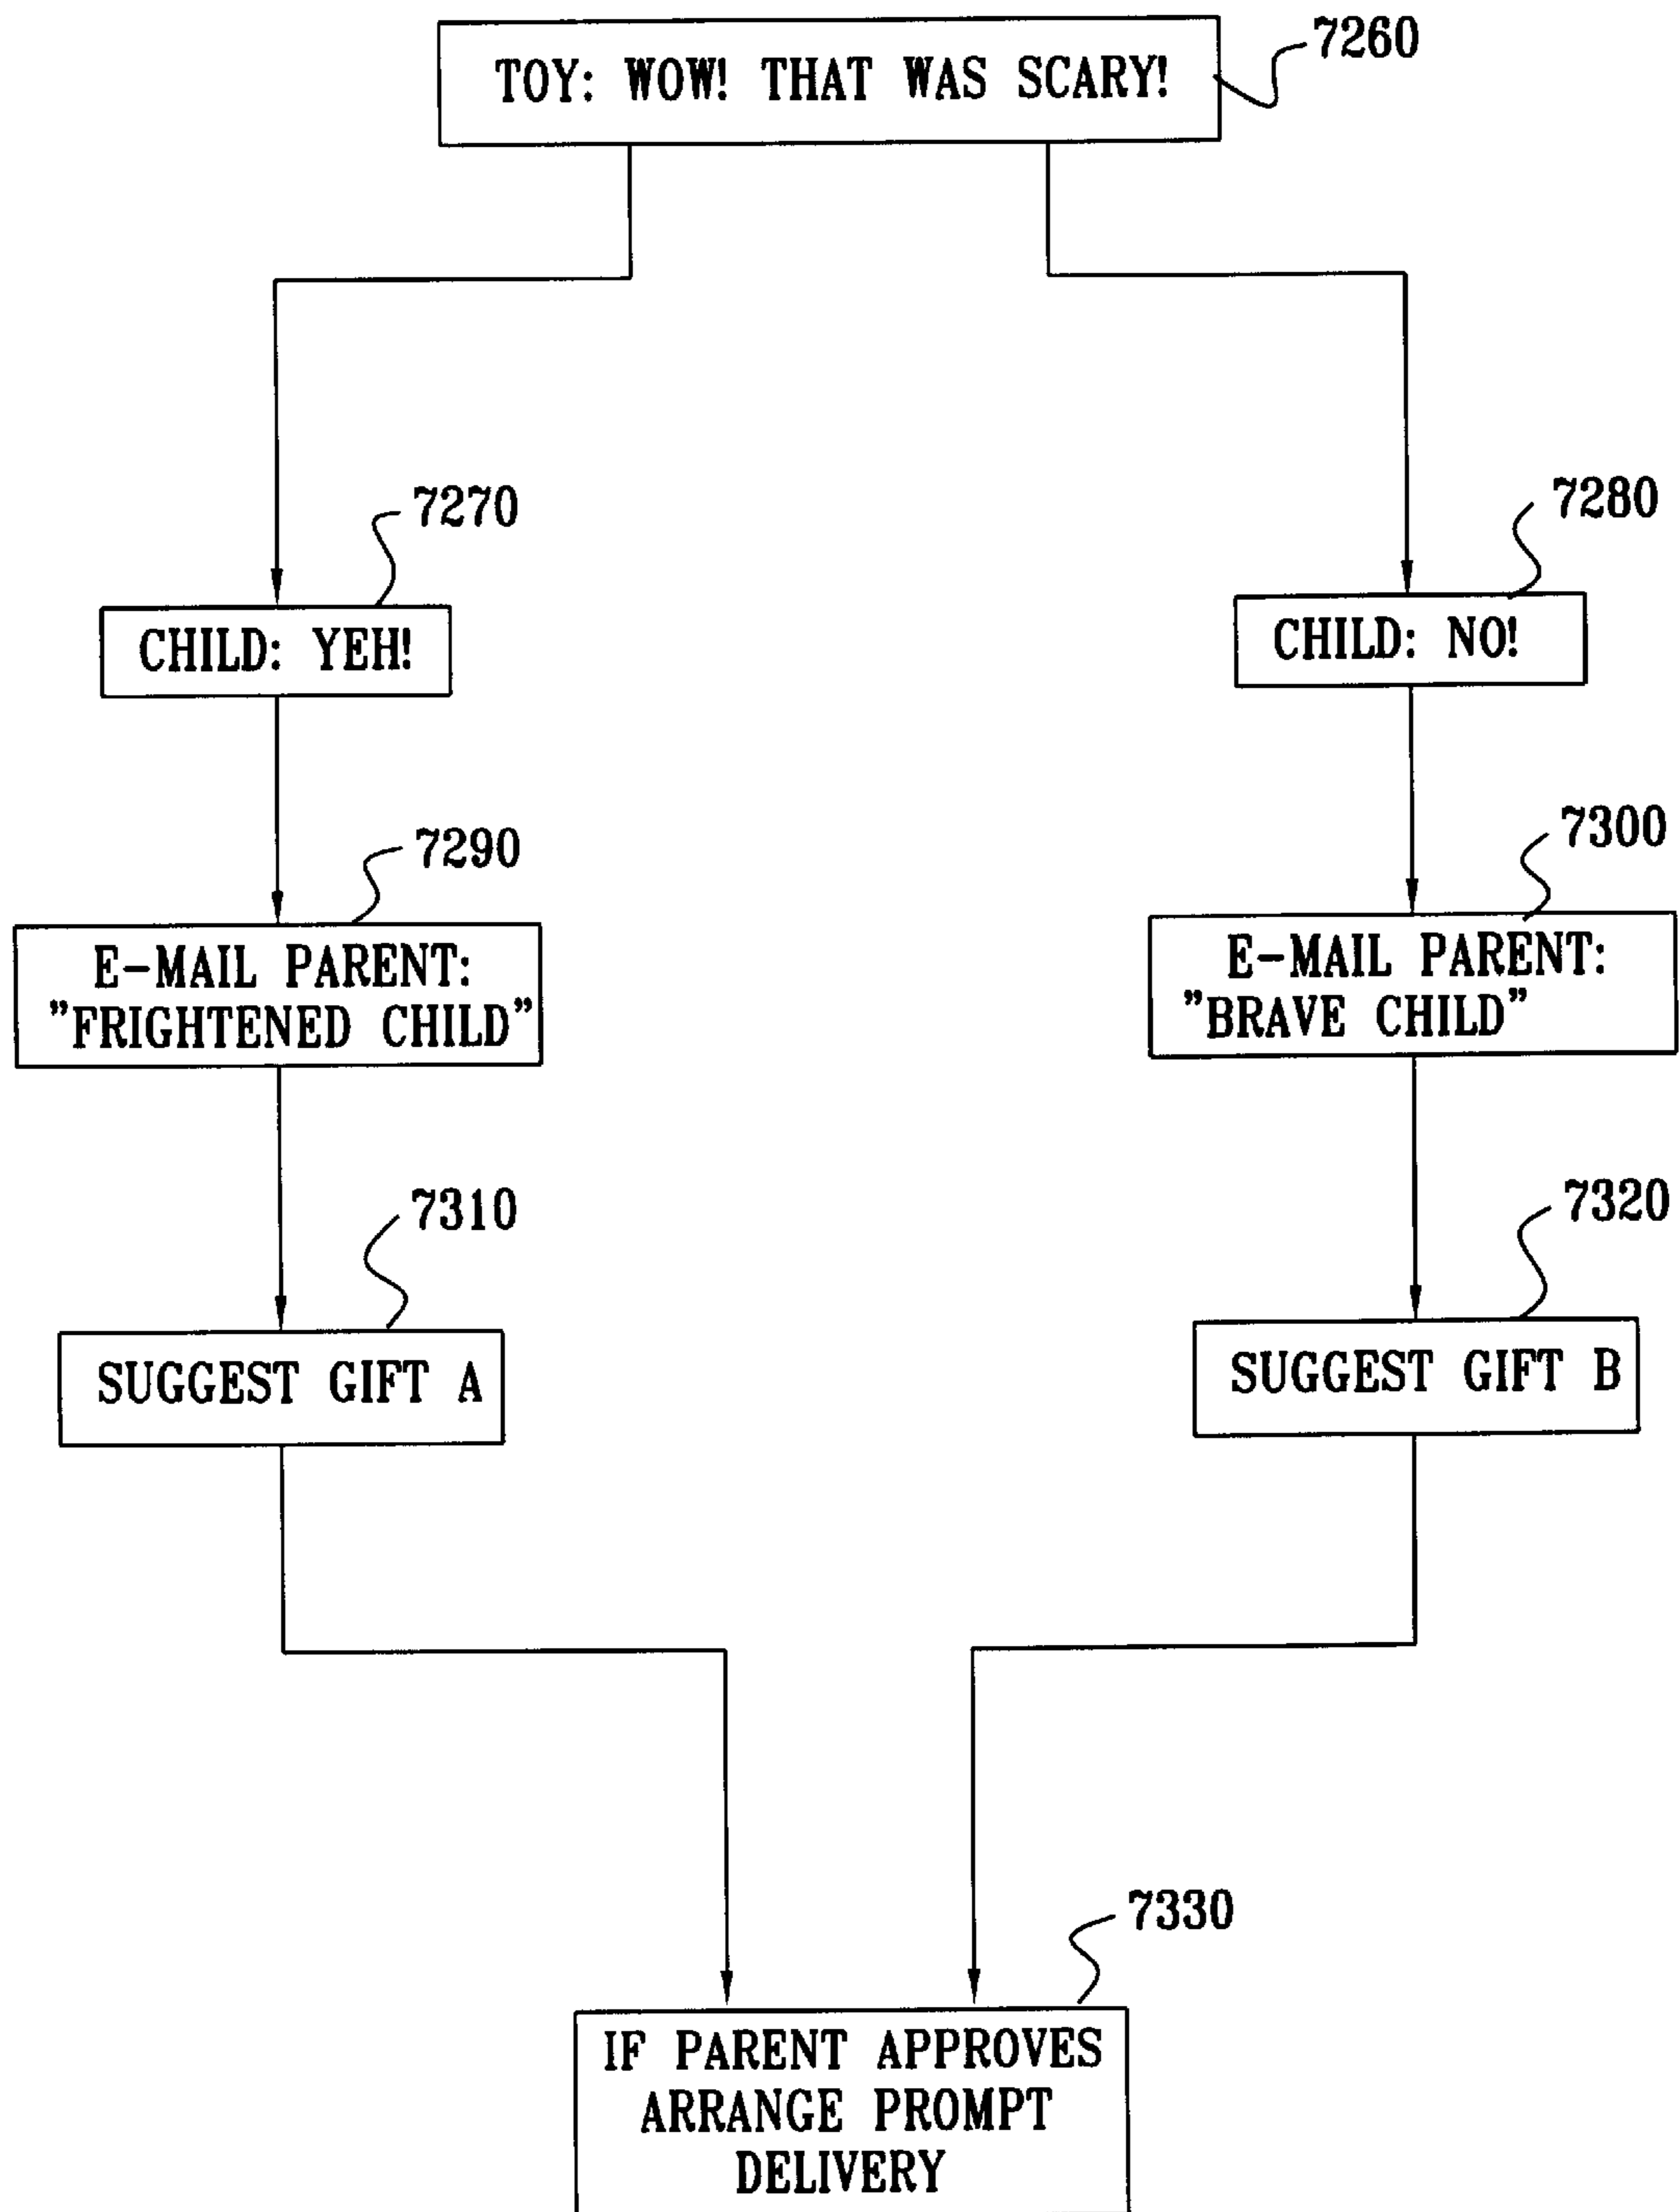 TOY: WOW! THAT WAS SCARY!
7260
7270
7280
CHILD: YEH!
CHILD: NO!
7290
7300
E-MAIL PARENT:
"FRIGHTENED CHILD"
E-MAIL PARENT:
"BRAVE CHILD"
7310
7320
SUGGEST GIFT A
SUGGEST GIFT B
7330
IF PARENT APPROVES
ARRANGE PROMPT
DELIVERY